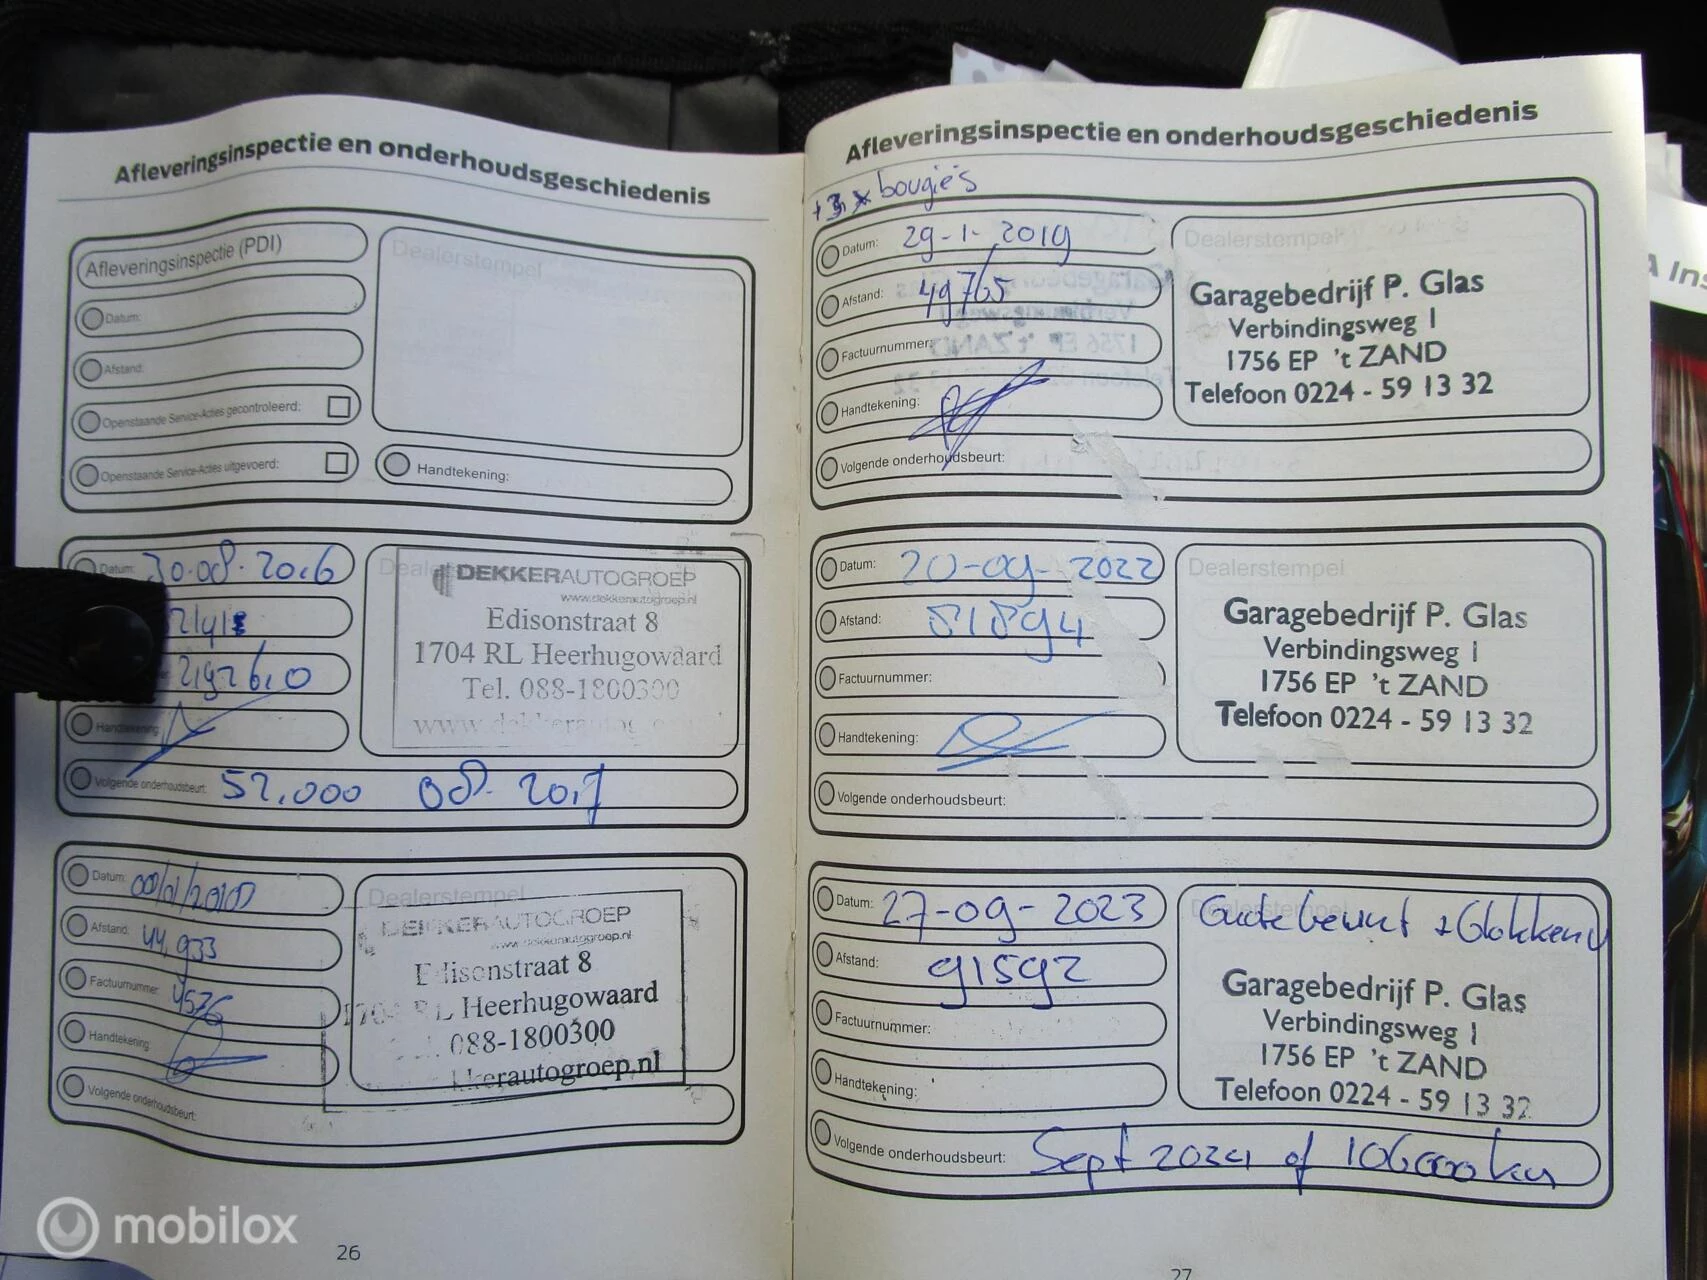 Afleveringsinspectie en onderhoudsgeschiedenis
Afleveringsinspectie (PDI)
Datum:
Afstand:
Openstaande Service-Acties gecontroleerd:
Openstaande Service-Acties uitgevoerd:
Dealerstempel
Handtekening:
Datum: 30-08-2016
Handtekening:
Volgende onderhoudsbeurt: 52.000 08-2017
DEKKERAUTOGROEP
www.dekkerautogroep.nl
Edisonstraat 8
1704 RL Heerhugowaard
Tel. 088-1800300
Datum:
Afstand: 44.933
Factuurnummer:
Handtekening:
Volgende onderhoudsbeurt:
Dealerstempel
DEKKERAUTOGROEP
www.dekkerautogroep.nl
Edisonstraat 8
Heerhugowaard
088-1800300
kkerautogroep.nl
26
Afleveringsinspectie en onderhoudsgeschiedenis
bougie's
Datum: 29-1-2019
Afstand: 49765
Factuurnummer:
Handtekening:
Volgende onderhoudsbeurt:
Dealerstempel
Garagebedrijf P. Glas
Verbindingsweg 1
1756 EP 't ZAND
Telefoon 0224 - 59 13 32
Datum: 20-09-2022
Afstand: 81894
Factuurnummer:
Handtekening:
Volgende onderhoudsbeurt:
Dealerstempel
Garagebedrijf P. Glas
Verbindingsweg 1
1756 EP 't ZAND
Telefoon 0224 - 59 13 32
Datum: 27-09-2023
Afstand: 91592
Factuurnummer:
Handtekening:
Volgende onderhoudsbeurt: Sept 2024 of 106000 km
Garagebedrijf P. Glas
Verbindingsweg 1
1756 EP 't ZAND
Telefoon 0224 - 59 13 32
27
mobilox